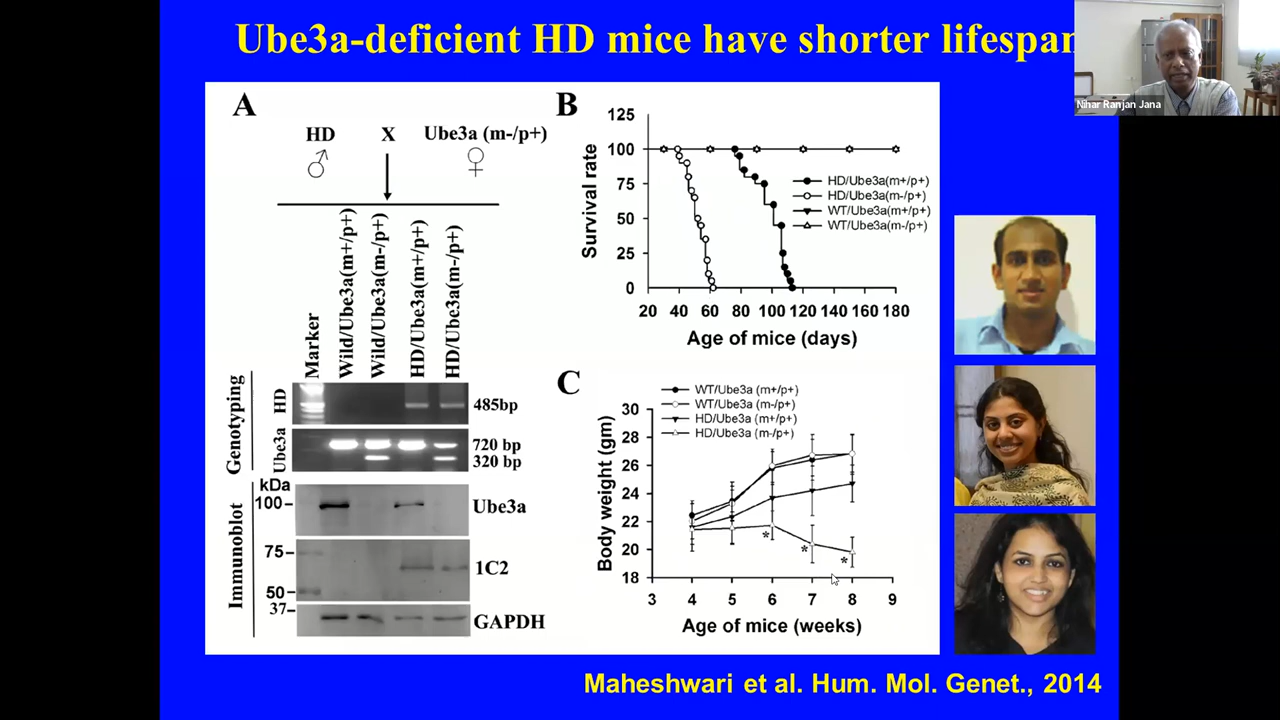 Ube3a-deficient HD mice have shorter lifespan
Nihar Ranjan Jana
A
HD X Ube3a (m-/p+)
♂ ♀
Marker
Wild/Ube3a(m+/p+)
Wild/Ube3a(m-/p+)
HD/Ube3a(m+/p+)
HD/Ube3a(m-/p+)
Genotyping
HD
485bp
Ube3a
720 bp
320 bp
Immunoblot
kDa
100
Ube3a
75
1C2
50
37
GAPDH
B
Survival rate
125
100
75
50
25
0
HD/Ube3a(m+/p+)
HD/Ube3a(m-/p+)
WT/Ube3a(m+/p+)
WT/Ube3a(m-/p+)
20 40 60 80 100 120 140 160 180
Age of mice (days)
C
WT/Ube3a (m+/p+)
WT/Ube3a (m-/p+)
HD/Ube3a (m+/p+)
HD/Ube3a (m-/p+)
Body weight (gm)
30
28
26
24
22
20
18
* * *
3 4 5 6 7 8 9
Age of mice (weeks)
Maheshwari et al. Hum. Mol. Genet., 2014